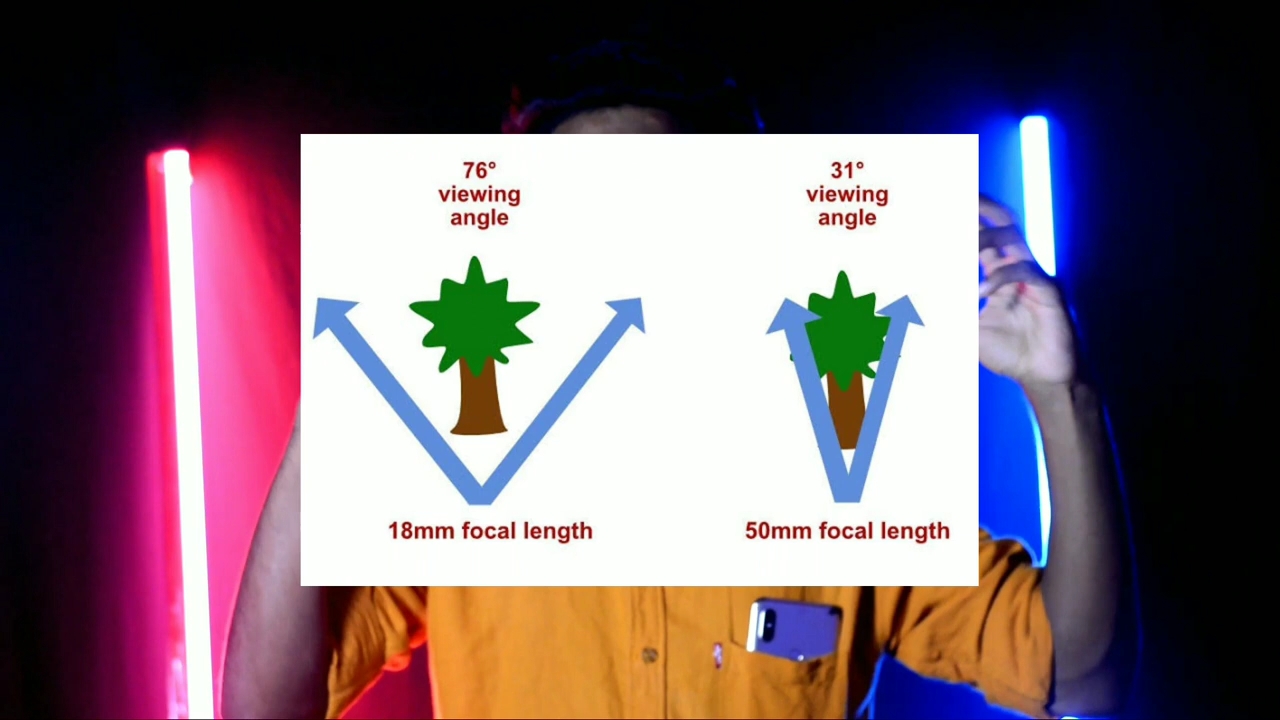 76°
viewing
angle
31°
viewing
angle
18mm focal length
50mm focal length